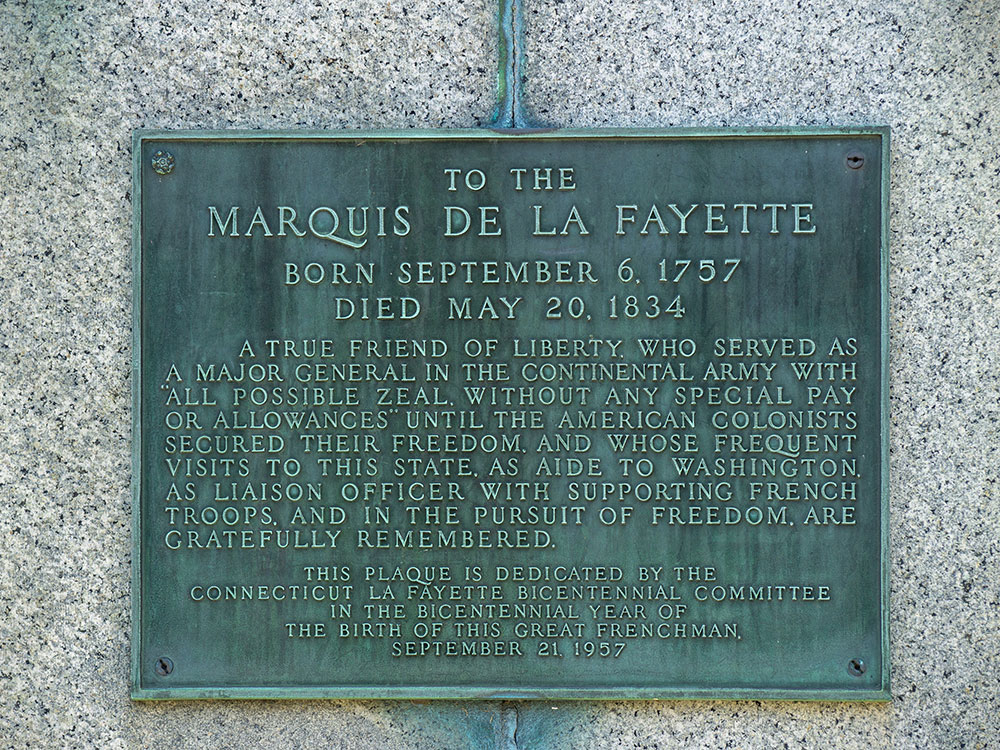 TO THE
MARQUIS DE LA FAYETTE
BORN SEPTEMBER 6, 1757
DIED MAY 20, 1834
A TRUE FRIEND OF LIBERTY, WHO SERVED AS
A MAJOR GENERAL IN THE CONTINENTAL ARMY WITH
"ALL POSSIBLE ZEAL, WITHOUT ANY SPECIAL PAY
OR ALLOWANCES" UNTIL THE AMERICAN COLONISTS
SECURED THEIR FREEDOM, AND WHOSE FREQUENT
VISITS TO THIS STATE, AS AIDE TO WASHINGTON,
AS LIAISON OFFICER WITH SUPPORTING FRENCH
TROOPS, AND IN THE PURSUIT OF FREEDOM, ARE
GRATEFULLY REMEMBERED.
THIS PLAQUE IS DEDICATED BY THE
CONNECTICUT LA FAYETTE BICENTENNIAL COMMITTEE
IN THE BICENTENNIAL YEAR OF
THE BIRTH OF THIS GREAT FRENCHMAN,
SEPTEMBER 21, 1957